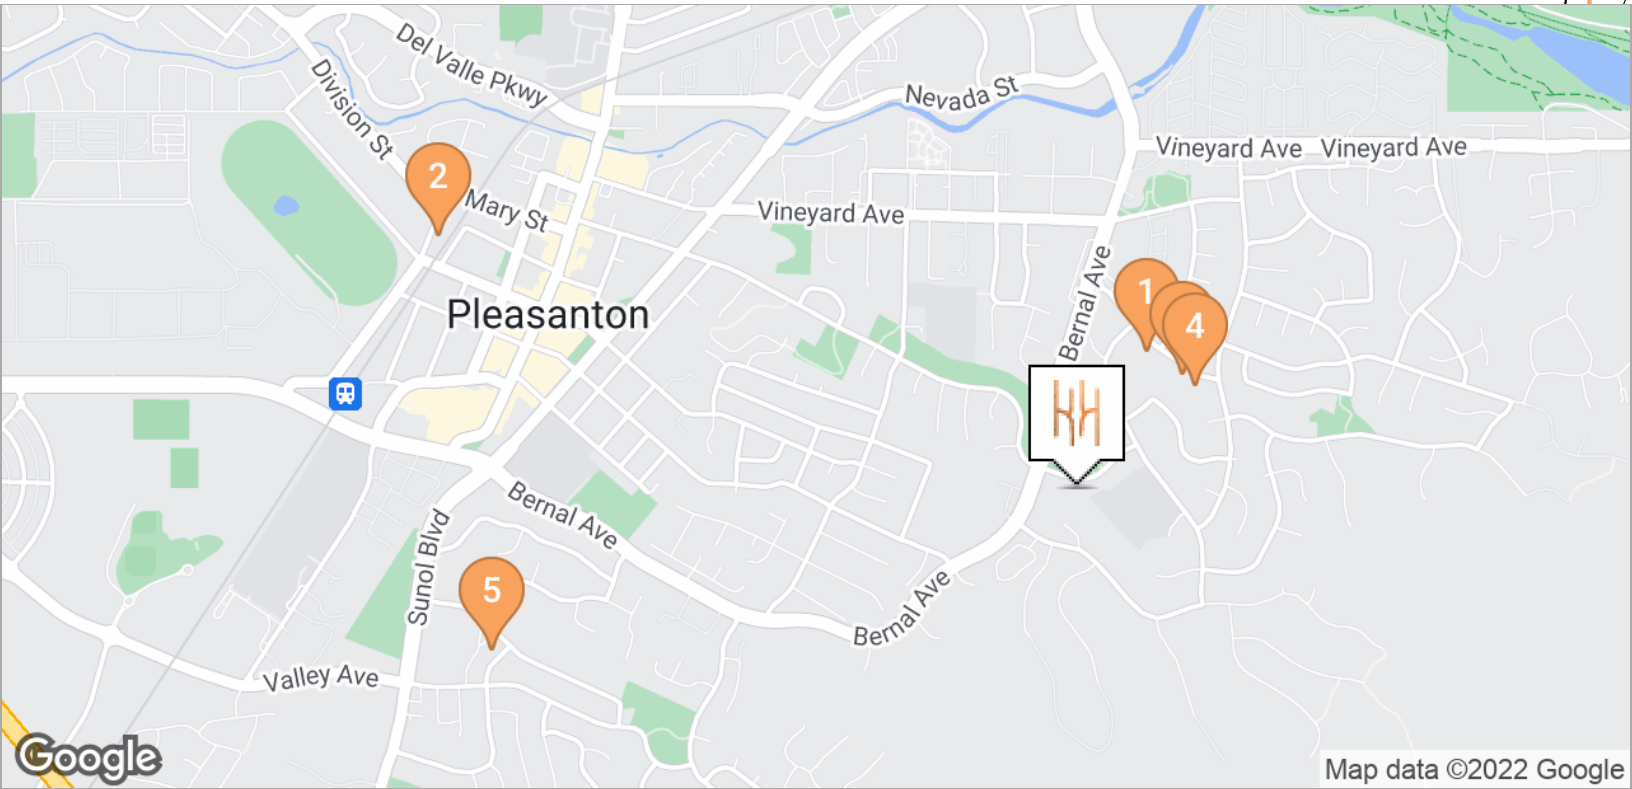 Del Valle Pkwy
Division St
Nevada St
Vineyard Ave
Vineyard Ave
2
Mary St
Vineyard Ave
Bernal Ave
1
4
Pleasanton
HH
Bernal Ave
Sunol Blvd
5
Bernal Ave
Valley Ave
Google
Map data ©2022 Google